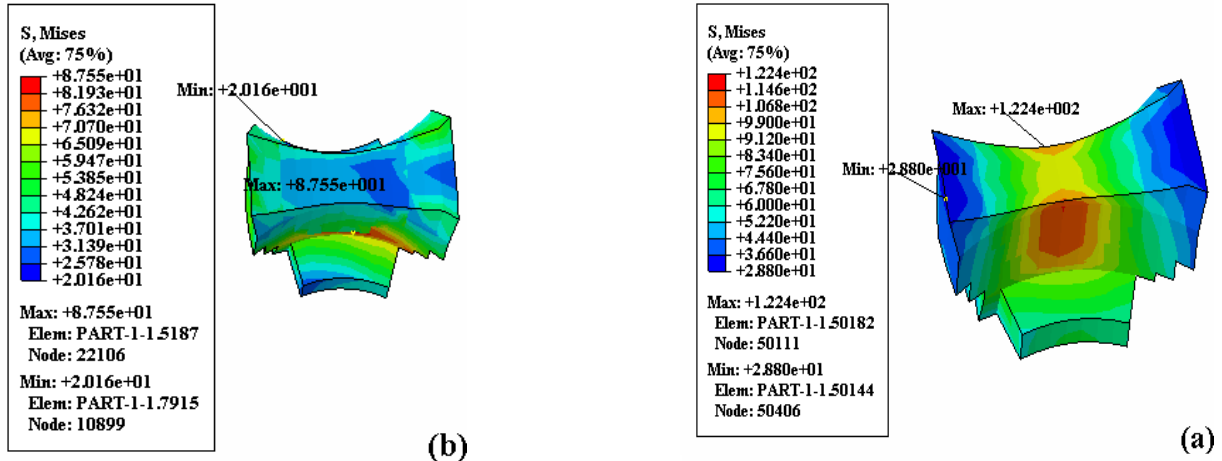 S, Mises
(Avg: 75%)
+8.755e+01
+8.193e+01
+7.632e+01
+7.070e+01
+6.509e+01
+5.947e+01
+5.385e+01
+4.824e+01
+4.262e+01
+3.701e+01
+3.139e+01
+2.578e+01
+2.016e+01
Max: +8.755e+01
Elem: PART-1-1.5187
Node: 22106
Min: +2.016e+01
Elem: PART-1-1.7915
Node: 10899
Min: +2.016e+001
Max: +8.755e+001
(b)
S, Mises
(Avg: 75%)
+1.224e+02
+1.146e+02
+1.068e+02
+9.900e+01
+9.120e+01
+8.340e+01
+7.560e+01
+6.780e+01
+6.000e+01
+5.220e+01
+4.440e+01
+3.660e+01
+2.880e+01
Max: +1.224e+02
Elem: PART-1-1.50182
Node: 50111
Min: +2.880e+01
Elem: PART-1-1.50144
Node: 50406
Max: +1.224e+002
Min: +2.880e+001
(a)